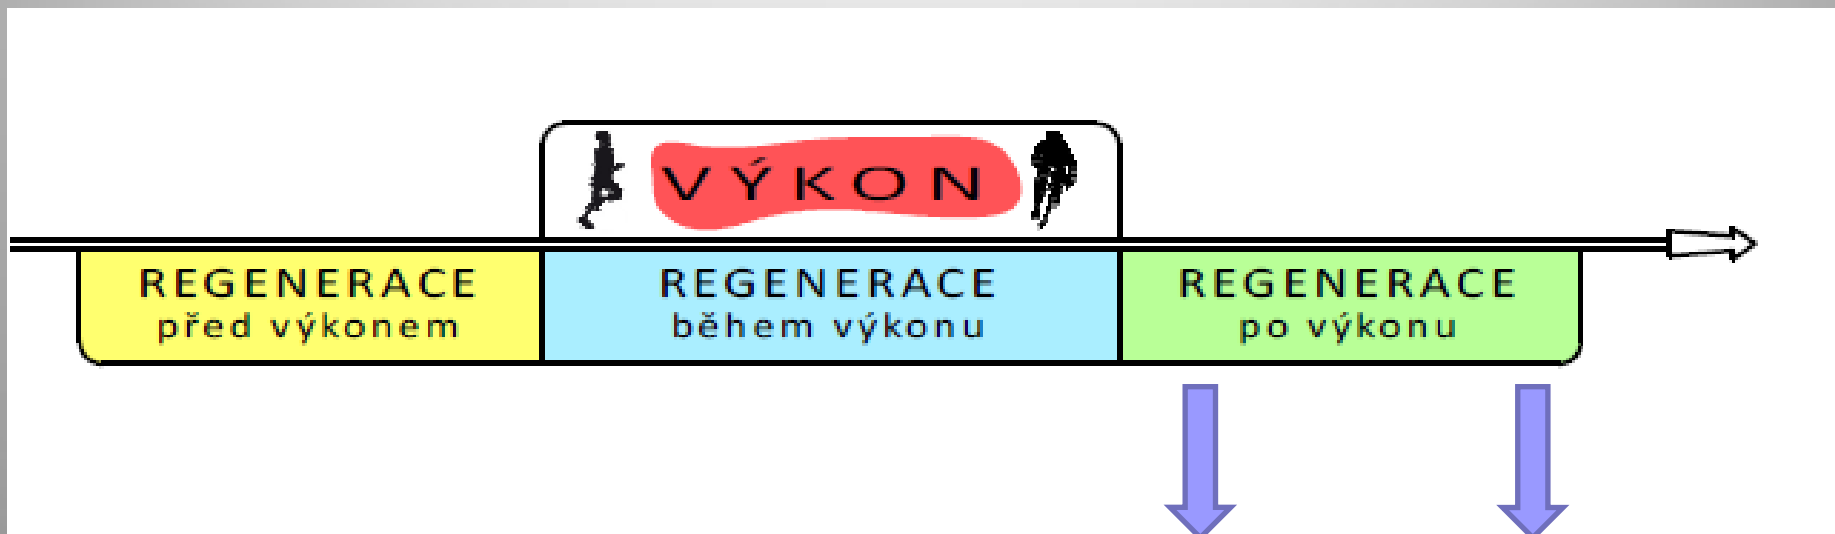 VÝKON
REGENERACE
před výkonem
REGENERACE
během výkonu
REGENERACE
po výkonu